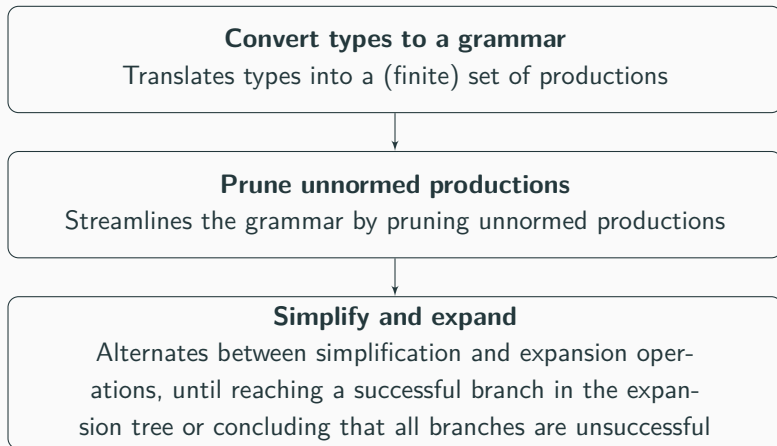 Convert types to a grammar
Translates types into a (finite) set of productions
Prune unnormed productions
Streamlines the grammar by pruning unnormed productions
Simplify and expand
Alternates between simplification and expansion oper-
ations, until reaching a successful branch in the expan-
sion tree or concluding that all branches are unsuccessful